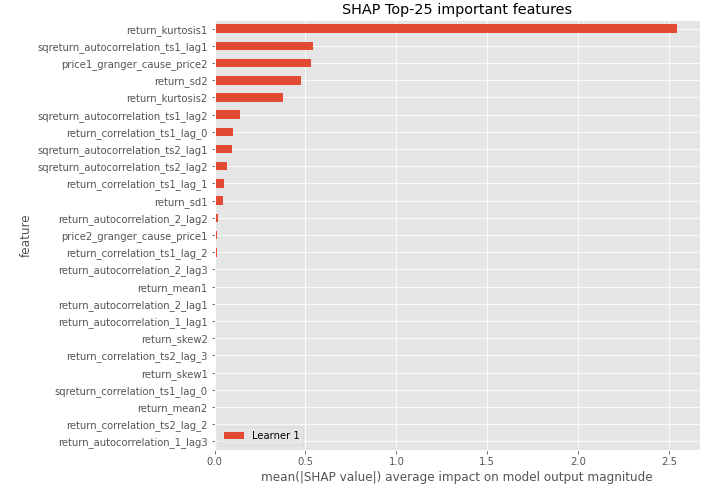 SHAP Top-25 important features
return_kurtosis1
sqreturn_autocorrelation_ts1_lag1
price1_granger_cause_price2
return_sd2
return_kurtosis2
sqreturn_autocorrelation_ts1_lag2
return_correlation_ts1_lag_0
sqreturn_autocorrelation_ts2_lag1
sqreturn_autocorrelation_ts2_lag2
return_correlation_ts1_lag_1
return_sd1
return_autocorrelation_2_lag2
price2_granger_cause_price1
return_correlation_ts1_lag_2
return_autocorrelation_2_lag3
return_mean1
return_autocorrelation_2_lag1
return_autocorrelation_1_lag1
return_skew2
return_correlation_ts2_lag_3
return_skew1
sqreturn_correlation_ts1_lag_0
return_mean2
return_correlation_ts2_lag_2
return_autocorrelation_1_lag3
feature
Learner 1
0.0 0.5 1.0 1.5 2.0 2.5
mean(|SHAP value|) average impact on model output magnitude